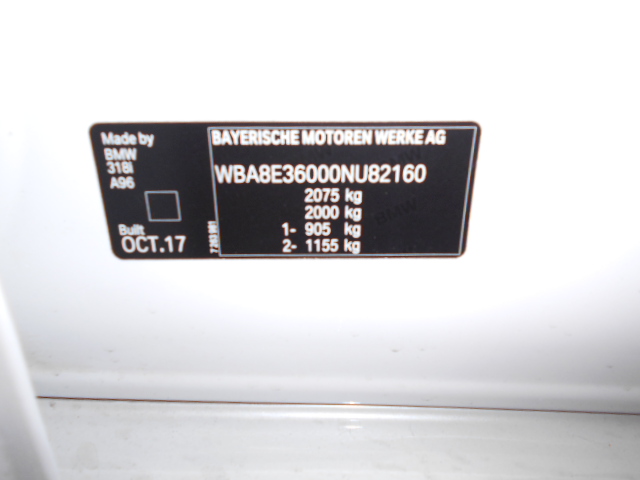 Made by
BMW
318i
A96
Built
OCT.17
BAYERISCHE MOTOREN WERKE AG
WBA8E36000NU82160
2075 kg
2000 kg
1- 905 kg
2- 1155 kg
BMW